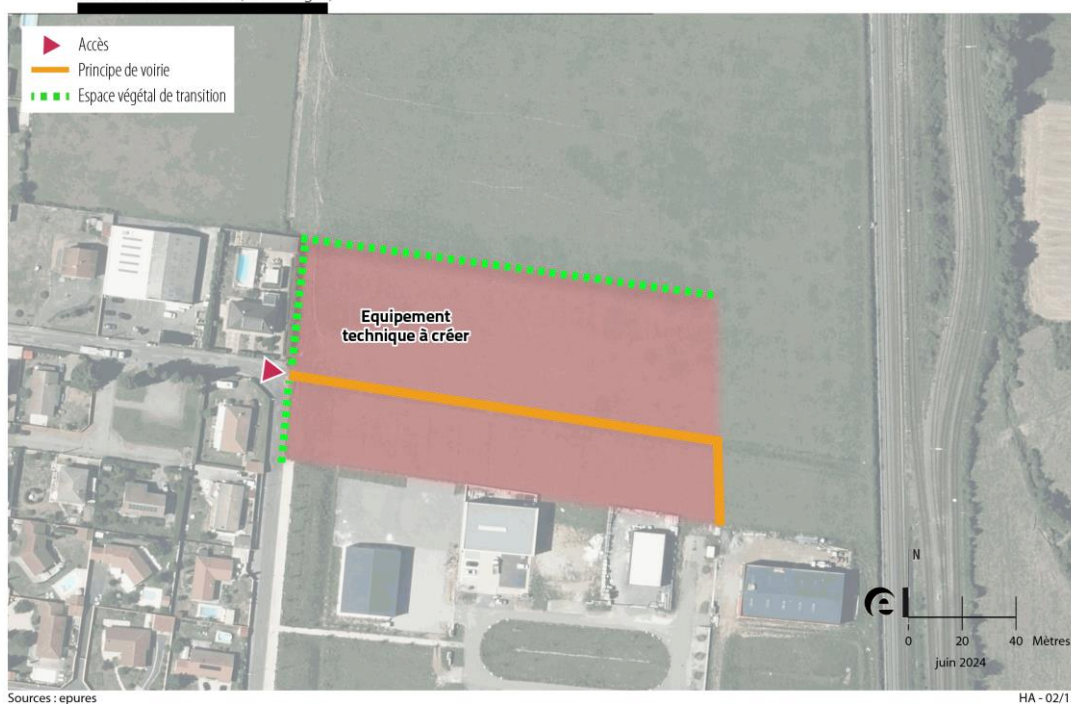 Accès
Principe de voirie
Espace végétal de transition
Equipement
technique à créer
N
0 20 40 Mètres
juin 2024
Sources : epures
HA - 02/1